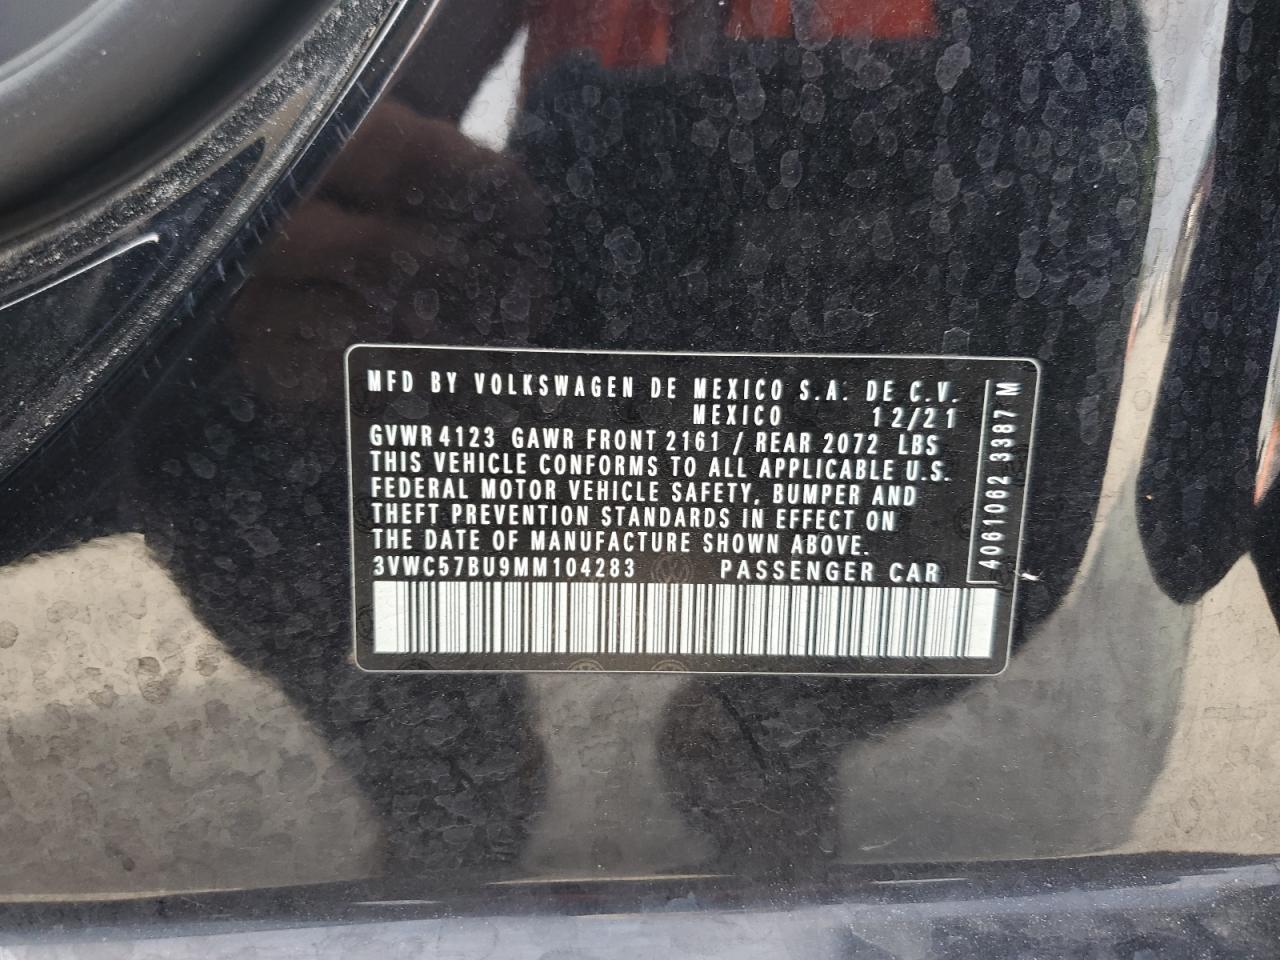 MFD BY VOLKSWAGEN DE MEXICO S.A. DE C.V.
MEXICO 12/21
GVWR 4123 GAWR FRONT 2161 / REAR 2072 LBS
THIS VEHICLE CONFORMS TO ALL APPLICABLE U.S.
FEDERAL MOTOR VEHICLE SAFETY, BUMPER AND
THEFT PREVENTION STANDARDS IN EFFECT ON
THE DATE OF MANUFACTURE SHOWN ABOVE.
3VWC57BU9MM104283 PASSENGER CAR
4061062 3387 M